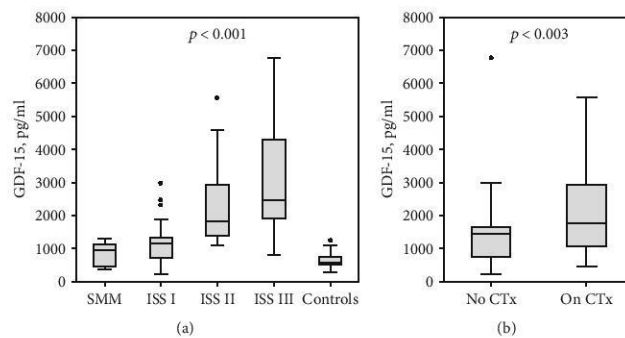 8000
7000
6000
5000
4000
3000
2000
1000
0
GDF-15, pg/ml
p < 0.001
SMM ISS I ISS II ISS III Controls
(a)
8000
7000
6000
5000
4000
3000
2000
1000
0
GDF-15, pg/ml
p < 0.003
No CTx On CTx
(b)